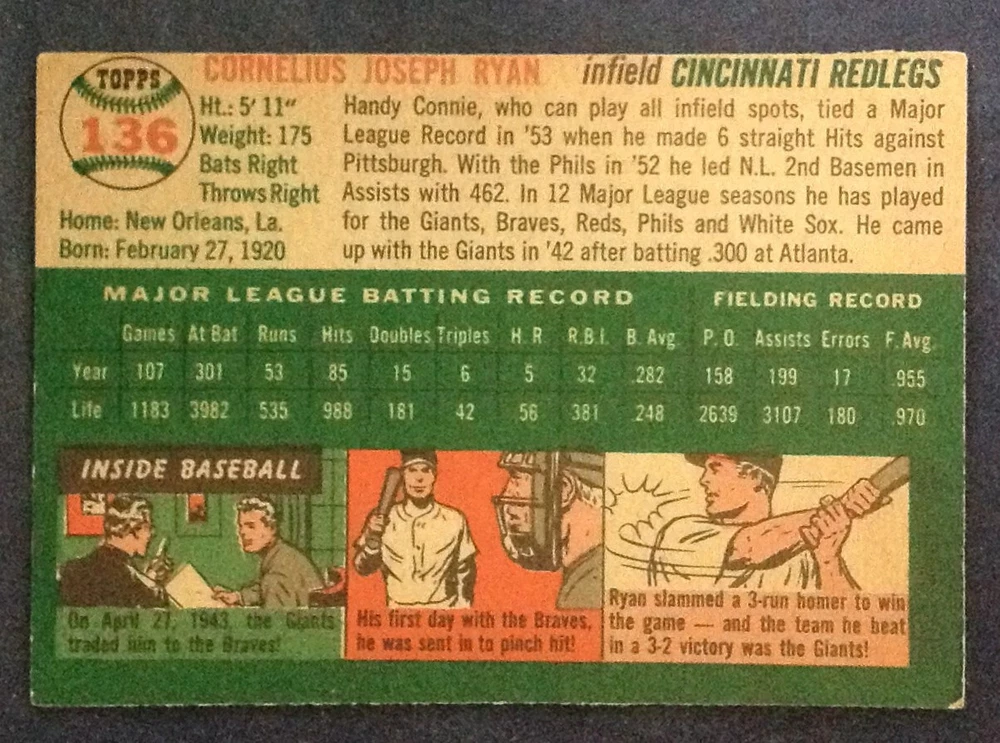 TOPPS
136
CORNELIUS JOSEPH RYAN infield CINCINNATI REDLEGS
Ht.: 5' 11"
Weight: 175
Bats Right
Throws Right
Home: New Orleans, La.
Born: February 27, 1920
Handy Connie, who can play all infield spots, tied a Major
League Record in '53 when he made 6 straight Hits against
Pittsburgh. With the Phils in '52 he led N.L. 2nd Basemen in
Assists with 462. In 12 Major League seasons he has played
for the Giants, Braves, Reds, Phils and White Sox. He came
up with the Giants in '42 after batting .300 at Atlanta.
MAJOR LEAGUE BATTING RECORD FIELDING RECORD
Games At Bat Runs Hits Doubles Triples H. R. R.B.I. B. Avg. P. O. Assists Errors F. Avg.
Year 107 301 53 85 15 6 5 32 .282 158 199 17 .955
Life 1183 3982 535 988 181 42 56 381 .248 2639 3107 180 .970
INSIDE BASEBALL
On April 27, 1943, the Giants
traded him to the Braves!
His first day with the Braves,
he was sent in to pinch hit!
Ryan slammed a 3-run homer to win
the game — and the team he beat
in a 3-2 victory was the Giants!